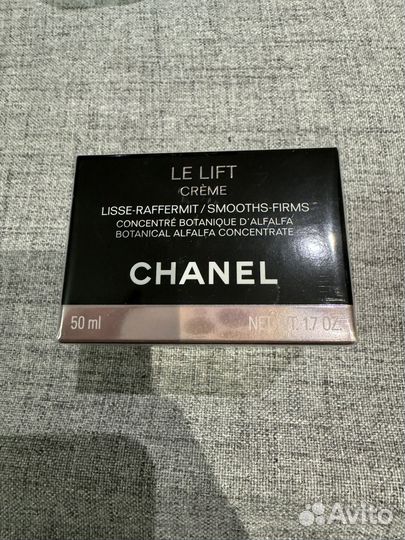 LE LIFT
CRÈME
LISSE-RAFFERMIT / SMOOTHS-FIRMS
CONCENTRÉ BOTANIQUE D'ALFALFA
BOTANICAL ALFALFA CONCENTRATE
CHANEL
50 ml NET WT. 1.7 OZ.
Avito